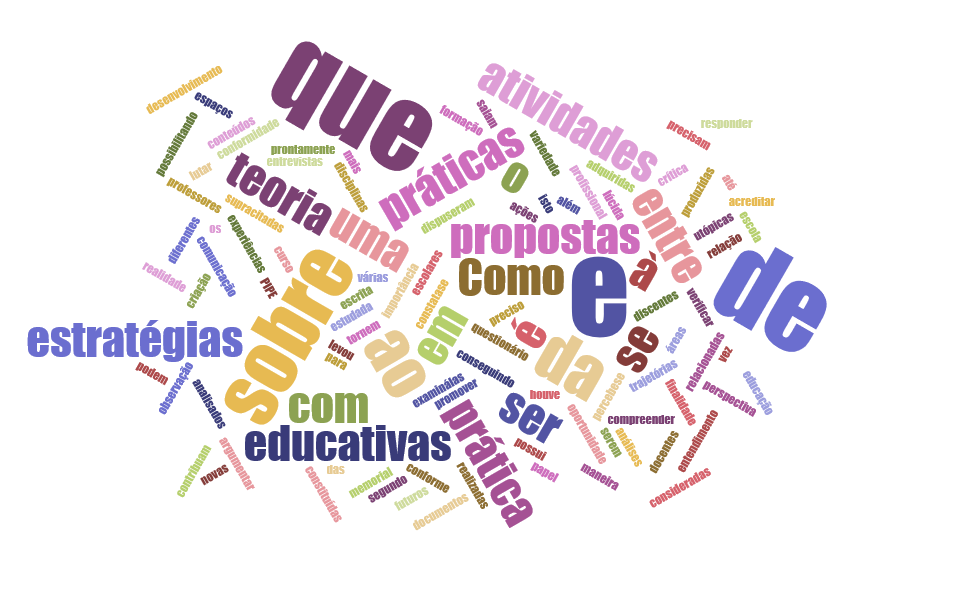 que
atividades
desenvolvimento
espaços
possibilitando
conteúdos
conformidade
prontamente
entrevistas
mais
formação
saiam
variedade
precisam
responder
lutar
teoria
disciplinas
práticas
o
adquiridas
profissional
lúcida
crítica
produzidas
até
acreditar
professores
supracitadas
uma
dispuseram
ações
isto
além
entre
utópicas
escola
os
diferentes
experiências
curso
propostas
relação
comunicação
realidade
criação
PIPE
sobre
várias
importância
escolares
Como
e
á
de
escrita
estudada
constatase
em
preciso
discentes
verificar
estratégias
tornem
levou
para
ao
questionário
é
da
se
áreas
relacionadas
vez
podem
observação
analisados
conseguindo
examinálas
promover
houve
percebese
trajetórias
finalidade
perspectiva
educação
com
ser
compreender
educativas
prática
possui
oportunidade
serem
análises
docentes
entendimento
contribuam
novas
argumentar
constituídas
das
memorial
segundo
conforme
futuros
documentos
realizadas
papel
maneira
consideradas